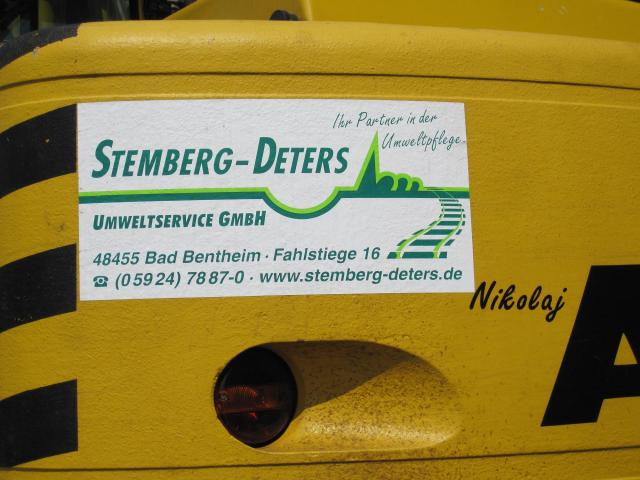 Ihr Partner in der
Umweltpflege
STEMBERG-DETERS
UMWELTSERVICE GMBH
48455 Bad Bentheim · Fahlstiege 16
☎ (05924) 7887-0 · www.stemberg-deters.de
Nikolaj
A